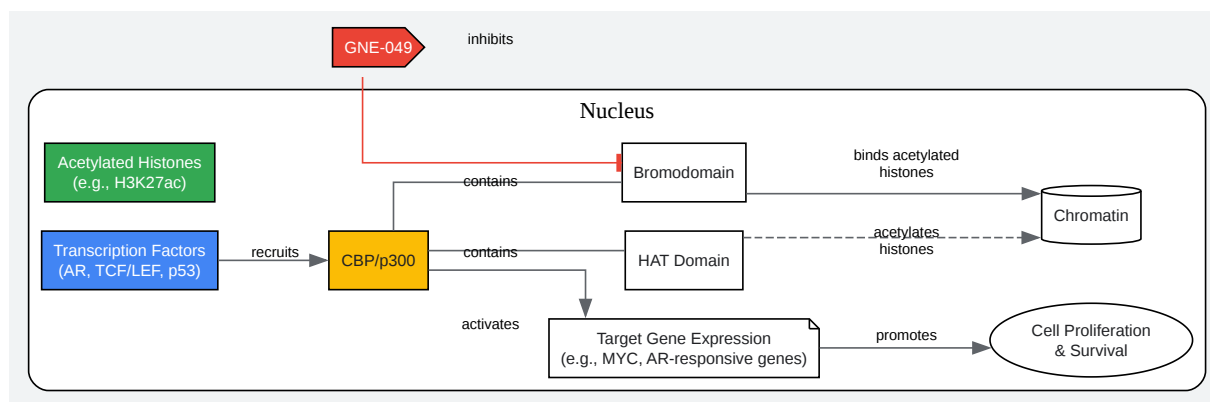 GNE-049
inhibits
Nucleus
Acetylated Histones
(e.g., H3K27ac)
contains
Bromodomain
binds acetylated
histones
Chromatin
Transcription Factors
(AR, TCF/LEF, p53)
recruits
CBP/p300
contains
HAT Domain
acetylates
histones
activates
Target Gene Expression
(e.g., MYC, AR-responsive genes)
promotes
Cell Proliferation
& Survival